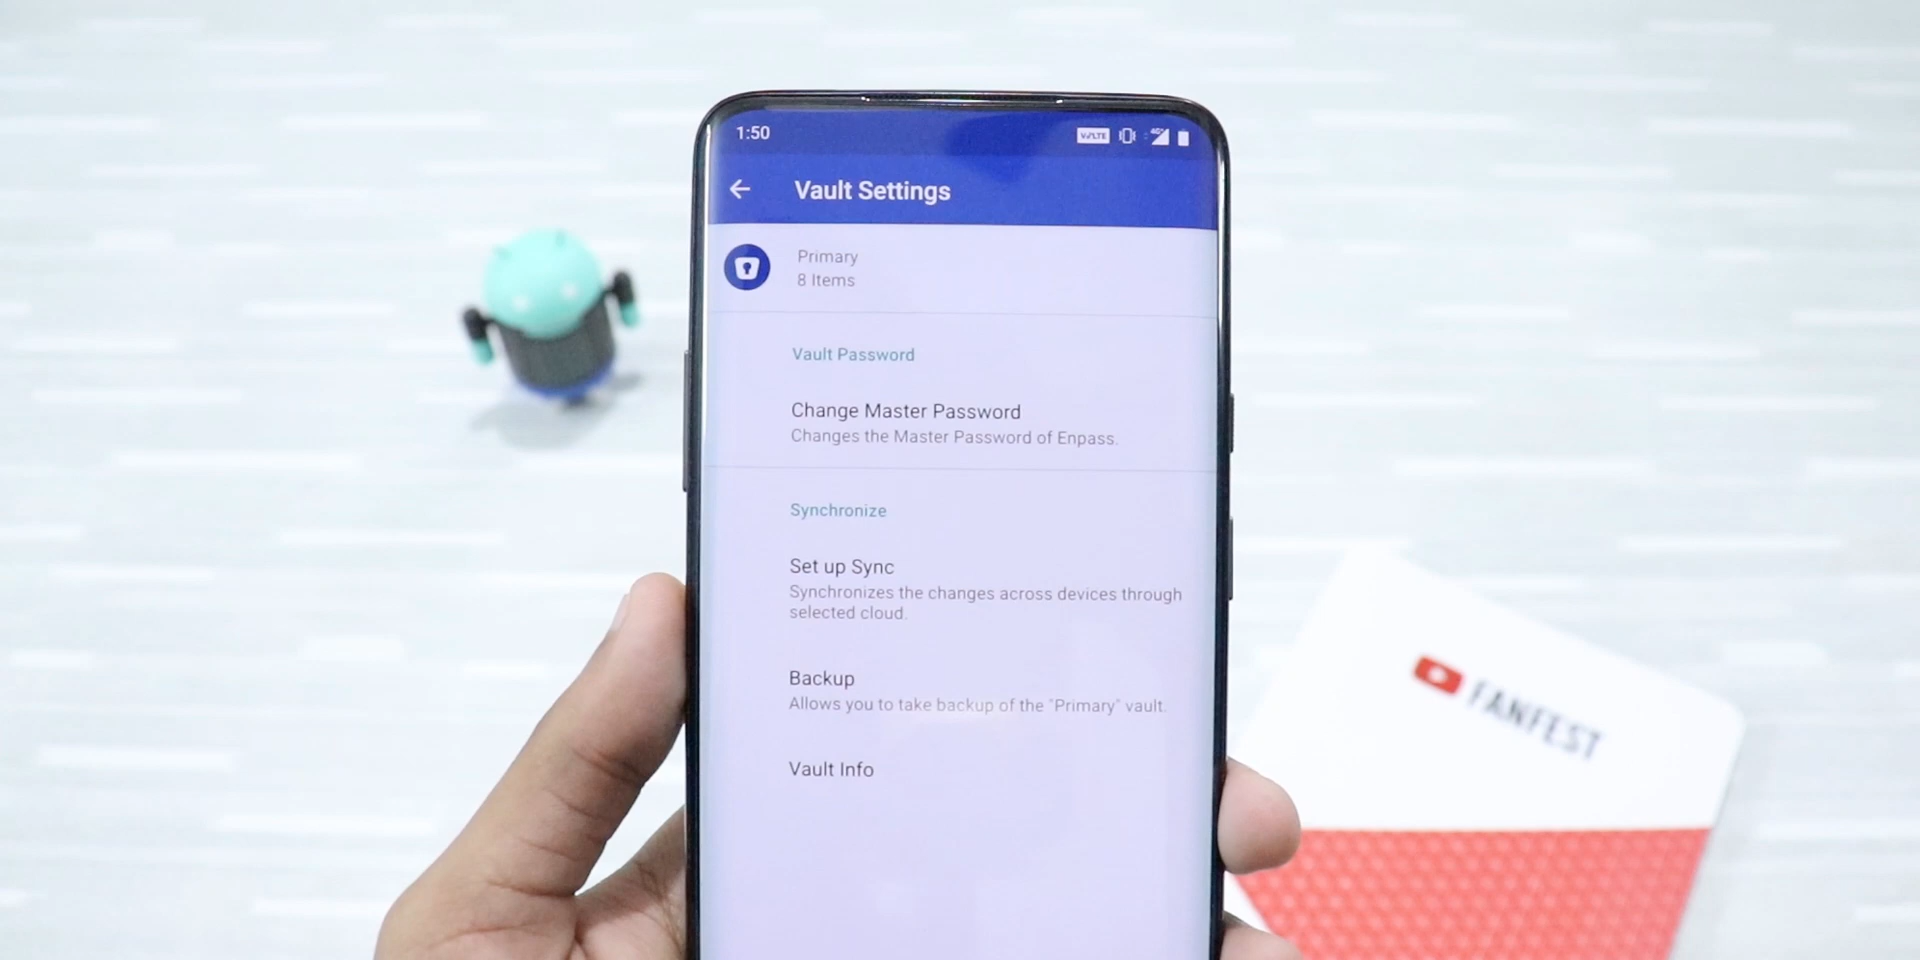 1:50
VoLTE
4G+
Vault Settings
Primary
8 Items
Vault Password
Change Master Password
Changes the Master Password of Enpass.
Synchronize
Set up Sync
Synchronizes the changes across devices through
selected cloud.
Backup
Allows you to take backup of the "Primary" vault.
Vault Info
FANFEST